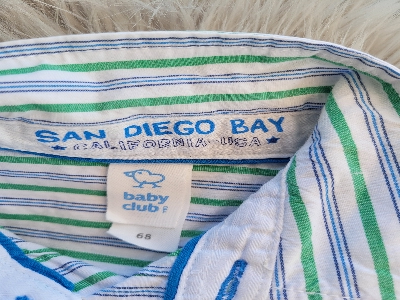 SAN DIEGO BAY
★ CALIFORNIA USA ★
baby
club
68